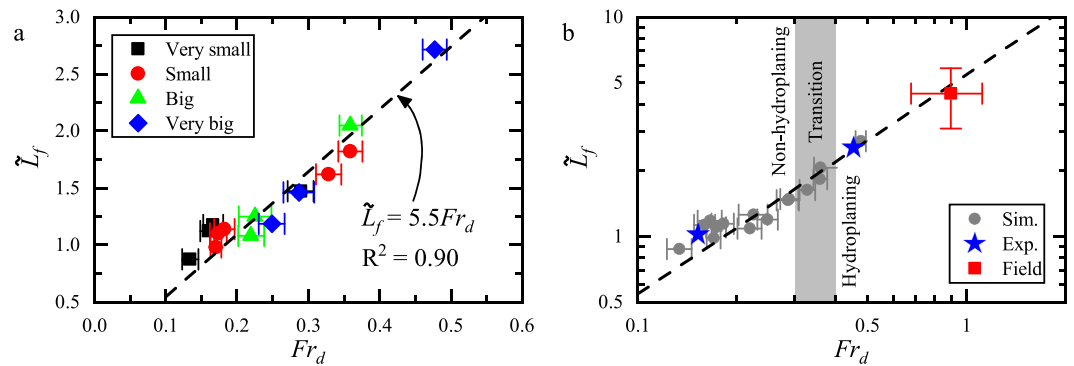 a
3.0
2.5
2.0
1.5
1.0
0.5
L̃f
Very small
Small
Big
Very big
L̃f = 5.5Frd
R² = 0.90
0.0 0.1 0.2 0.3 0.4 0.5 0.6
Frd
b
10
5
1
0.5
L̃f
Non-hydroplaning
Transition
Hydroplaning
Sim.
Exp.
Field
0.1 0.5 1
Frd